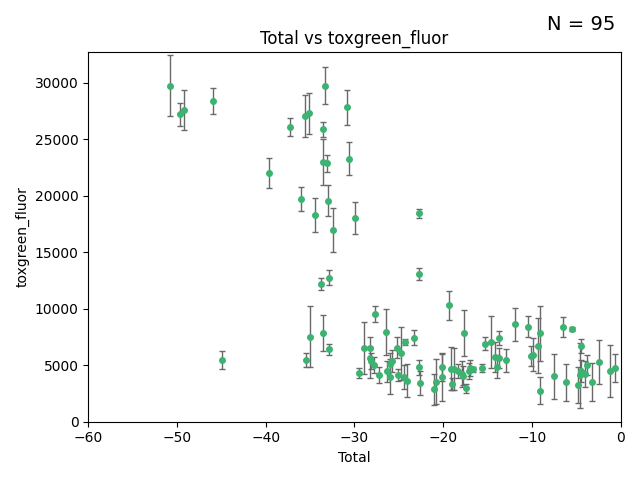 N = 95
Total vs toxgreen_fluor
toxgreen_fluor
30000
25000
20000
15000
10000
5000
0
−60 −50 −40 −30 −20 −10 0
Total